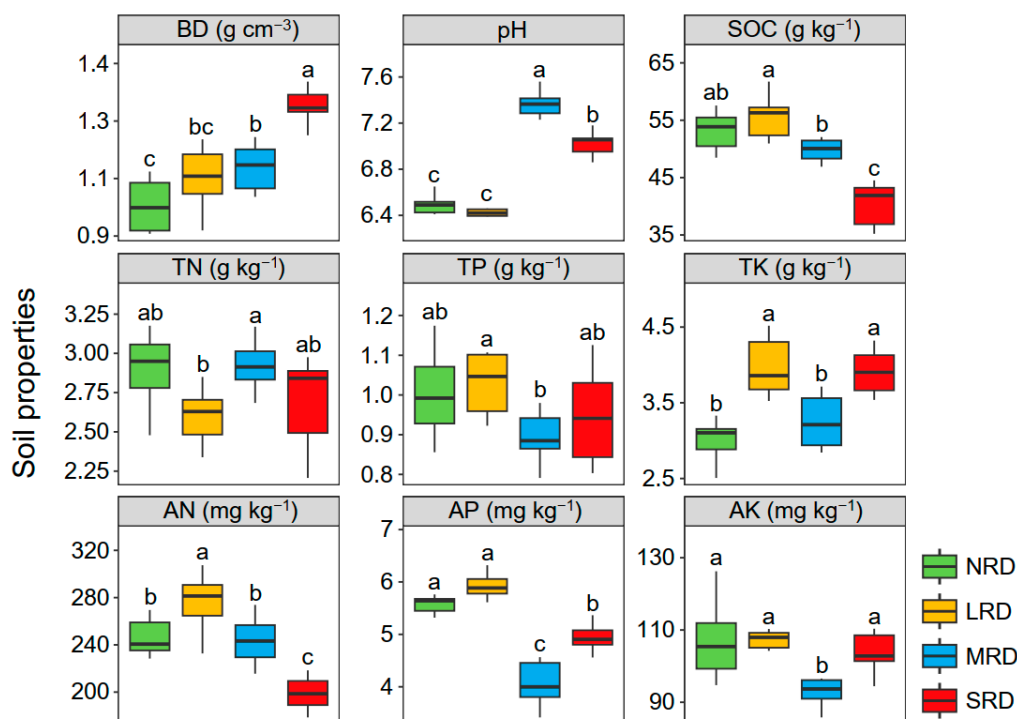 BD (g cm⁻³) pH SOC (g kg⁻¹)
1.4 7.6 65
a a a
1.3 ab
bc b 7.2 b 55 b
1.1 c 6.8 45 c
c c
0.9 6.4 35
TN (g kg⁻¹) TP (g kg⁻¹) TK (g kg⁻¹)
3.25 ab a ab 1.2 ab a ab 4.5 a a
3.00 b 1.1 b
2.75 1.0 3.5 b b
2.50 0.9
2.25 0.8 2.5
Soil properties
AN (mg kg⁻¹) AP (mg kg⁻¹) AK (mg kg⁻¹)
320 a 7 130 a
280 b b 6 a a b a a
240 c 5 c 110 b
200 4 90
NRD
LRD
MRD
SRD